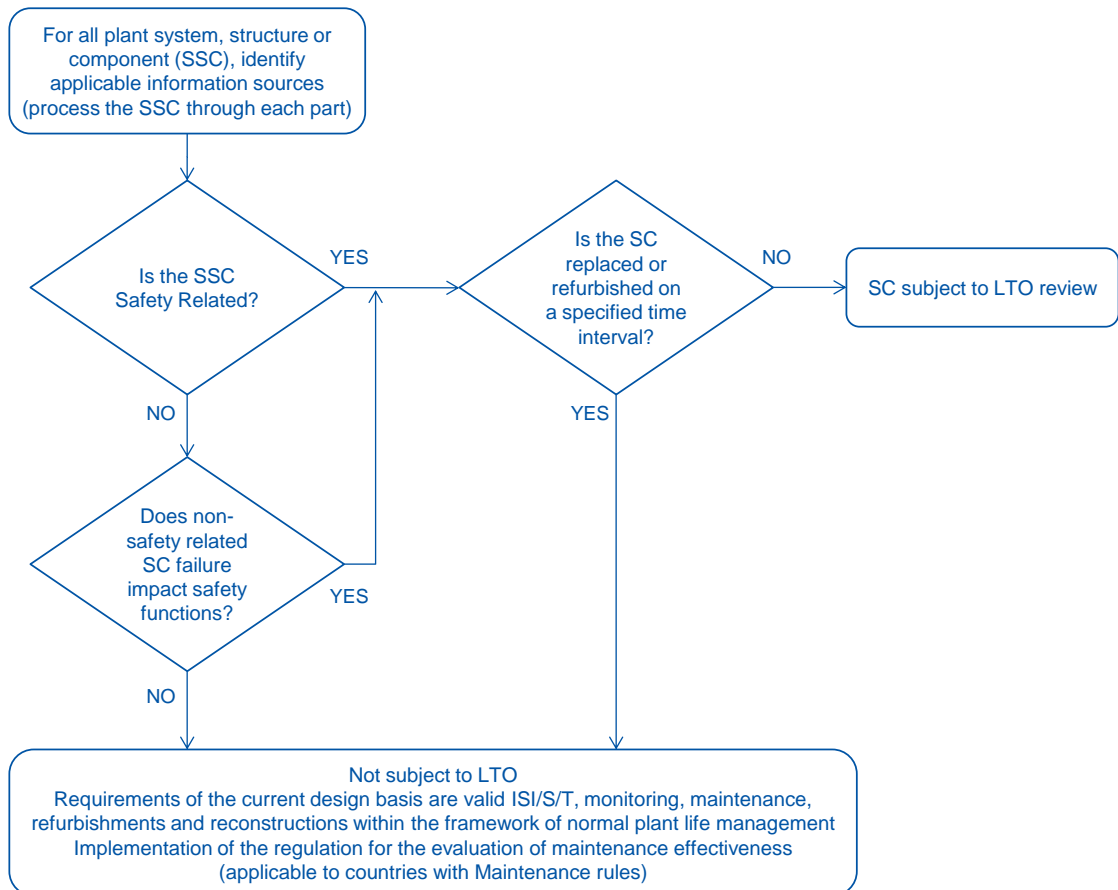 For all plant system, structure or
component (SSC), identify
applicable information sources
(process the SSC through each part)
Is the SSC
Safety Related?
YES
NO
Is the SC
replaced or
refurbished on
a specified time
interval?
NO
YES
SC subject to LTO review
Does non-
safety related
SC failure
impact safety
functions?
YES
NO
Not subject to LTO
Requirements of the current design basis are valid ISI/S/T, monitoring, maintenance,
refurbishments and reconstructions within the framework of normal plant life management
Implementation of the regulation for the evaluation of maintenance effectiveness
(applicable to countries with Maintenance rules)